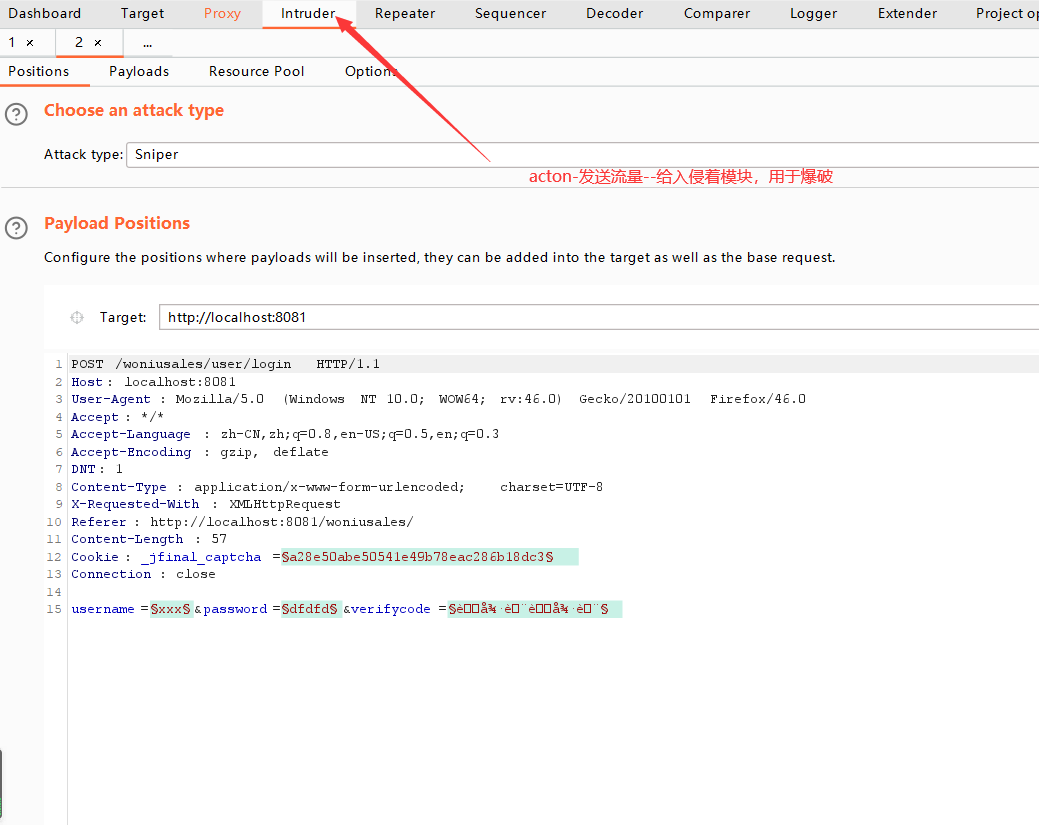 Dashboard Target Proxy Intruder Repeater Sequencer Decoder Comparer Logger Extender Project op
1 × 2 × ...
Positions Payloads Resource Pool Options
Choose an attack type
Attack type: Sniper
acton-发送流量--给入侵着模块，用于爆破
Payload Positions
Configure the positions where payloads will be inserted, they can be added into the target as well as the base request.
Target: http://localhost:8081
1 POST /woniusales/user/login HTTP/1.1
2 Host: localhost:8081
3 User-Agent: Mozilla/5.0 (Windows NT 10.0; WOW64; rv:46.0) Gecko/20100101 Firefox/46.0
4 Accept: */*
5 Accept-Language: zh-CN,zh;q=0.8,en-US;q=0.5,en;q=0.3
6 Accept-Encoding: gzip, deflate
7 DNT: 1
8 Content-Type: application/x-www-form-urlencoded; charset=UTF-8
9 X-Requested-With: XMLHttpRequest
10 Referer: http://localhost:8081/woniusales/
11 Content-Length: 57
12 Cookie: _jfinal_captcha=§a28e50abe50541e49b78eac286b18dc3§
13 Connection: close
14
15 username=§xxx§&password=§dfdfd§&verifycode=